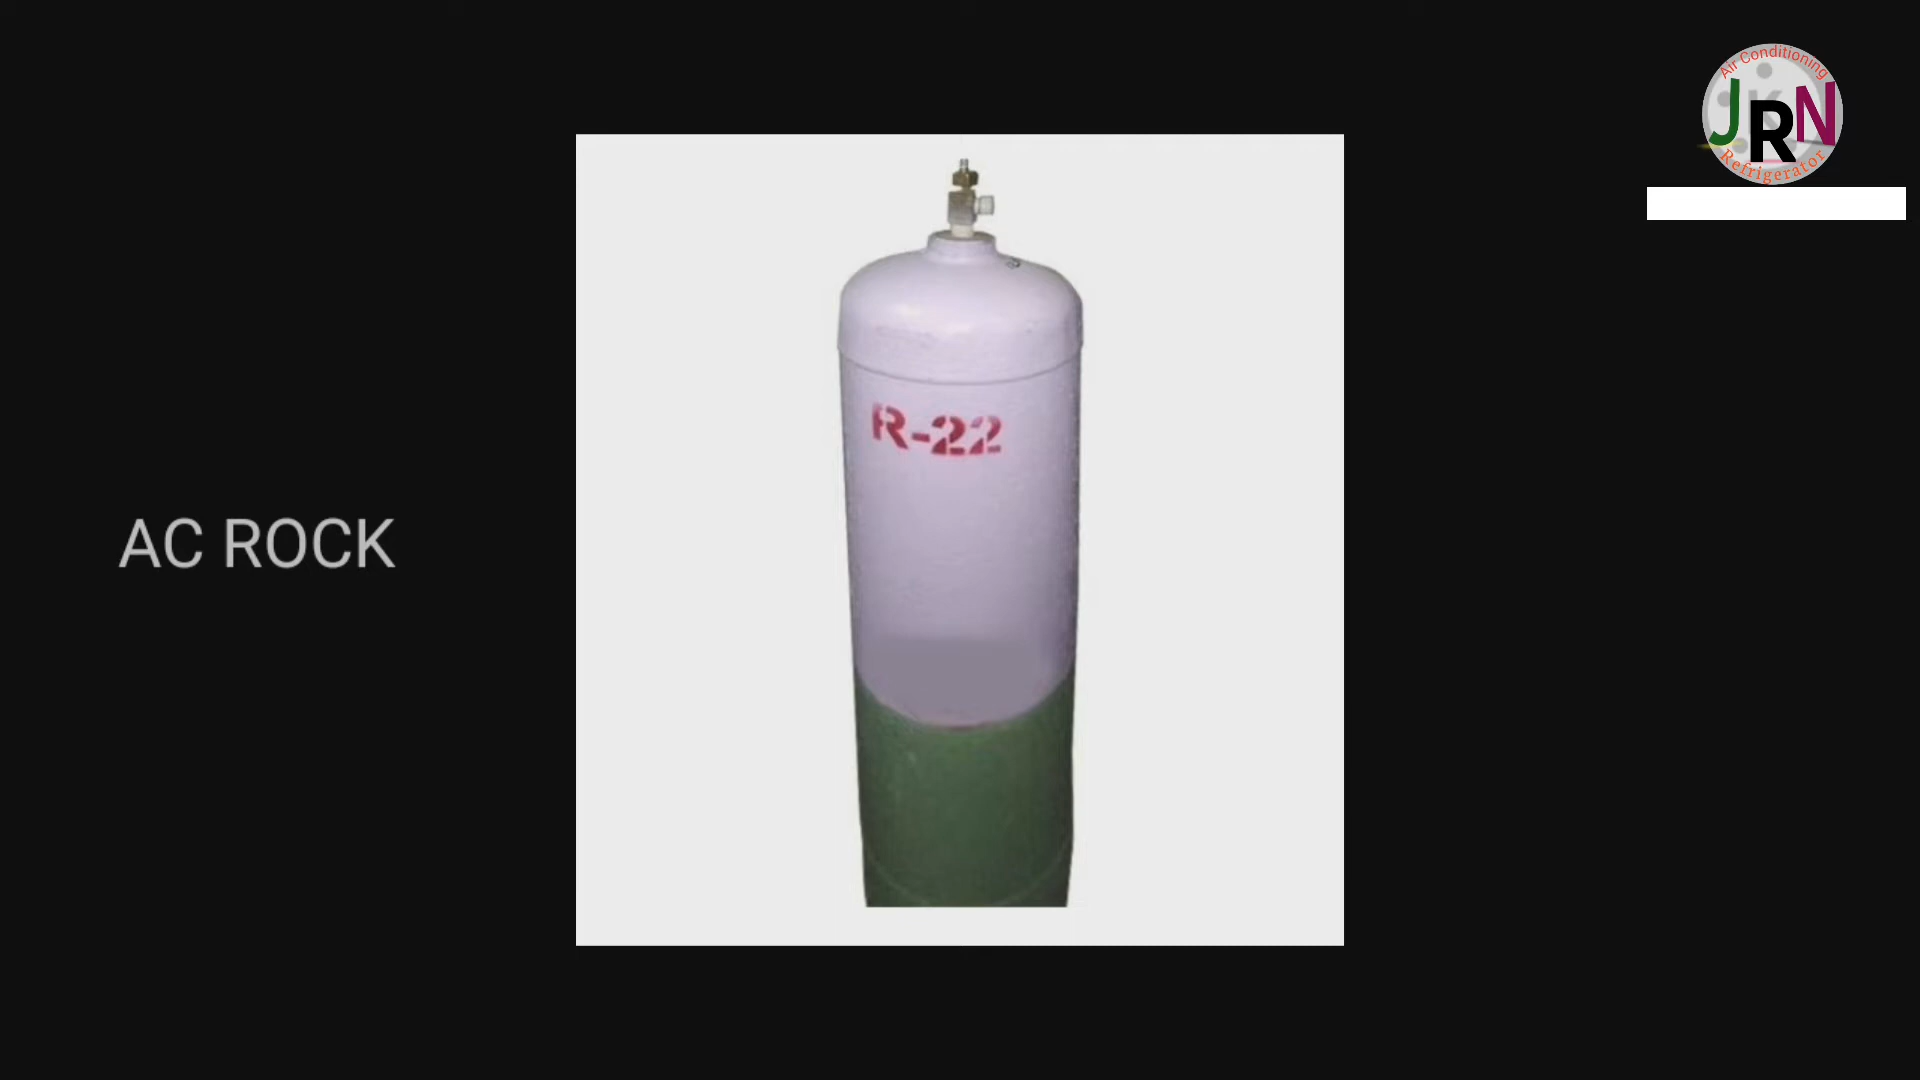 Air Conditioning
JRN
Refrigerator
R-22
AC ROCK